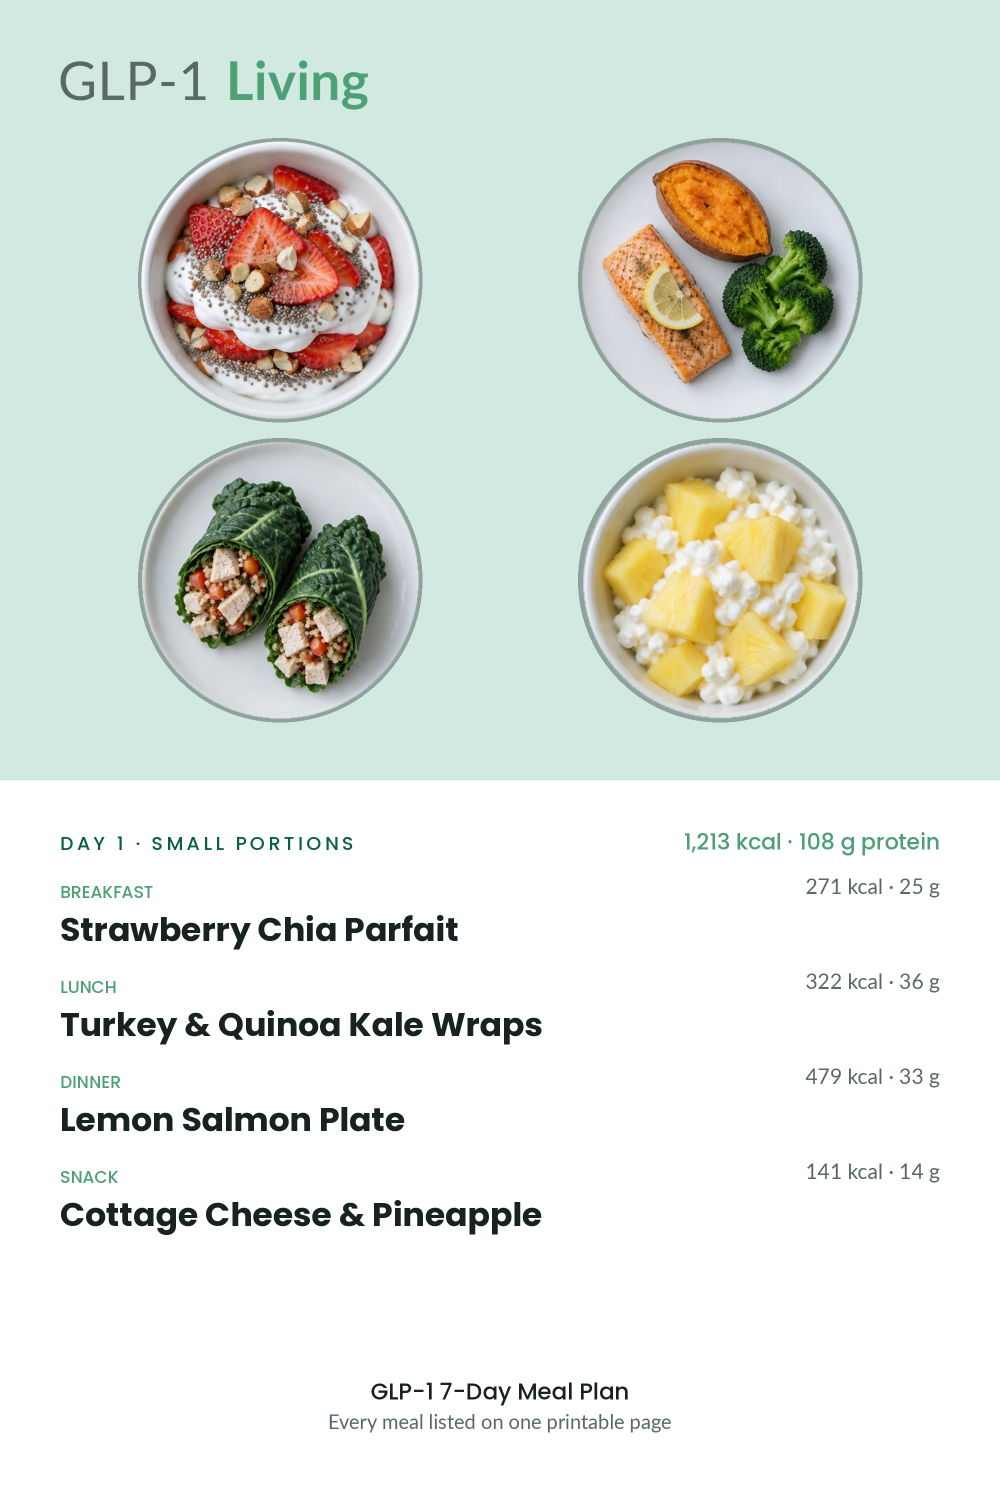 GLP-1 Living
DAY 1 · SMALL PORTIONS
1,213 kcal · 108 g protein
BREAKFAST
271 kcal · 25 g
Strawberry Chia Parfait
LUNCH
322 kcal · 36 g
Turkey & Quinoa Kale Wraps
DINNER
479 kcal · 33 g
Lemon Salmon Plate
SNACK
141 kcal · 14 g
Cottage Cheese & Pineapple
GLP-1 7-Day Meal Plan
Every meal listed on one printable page